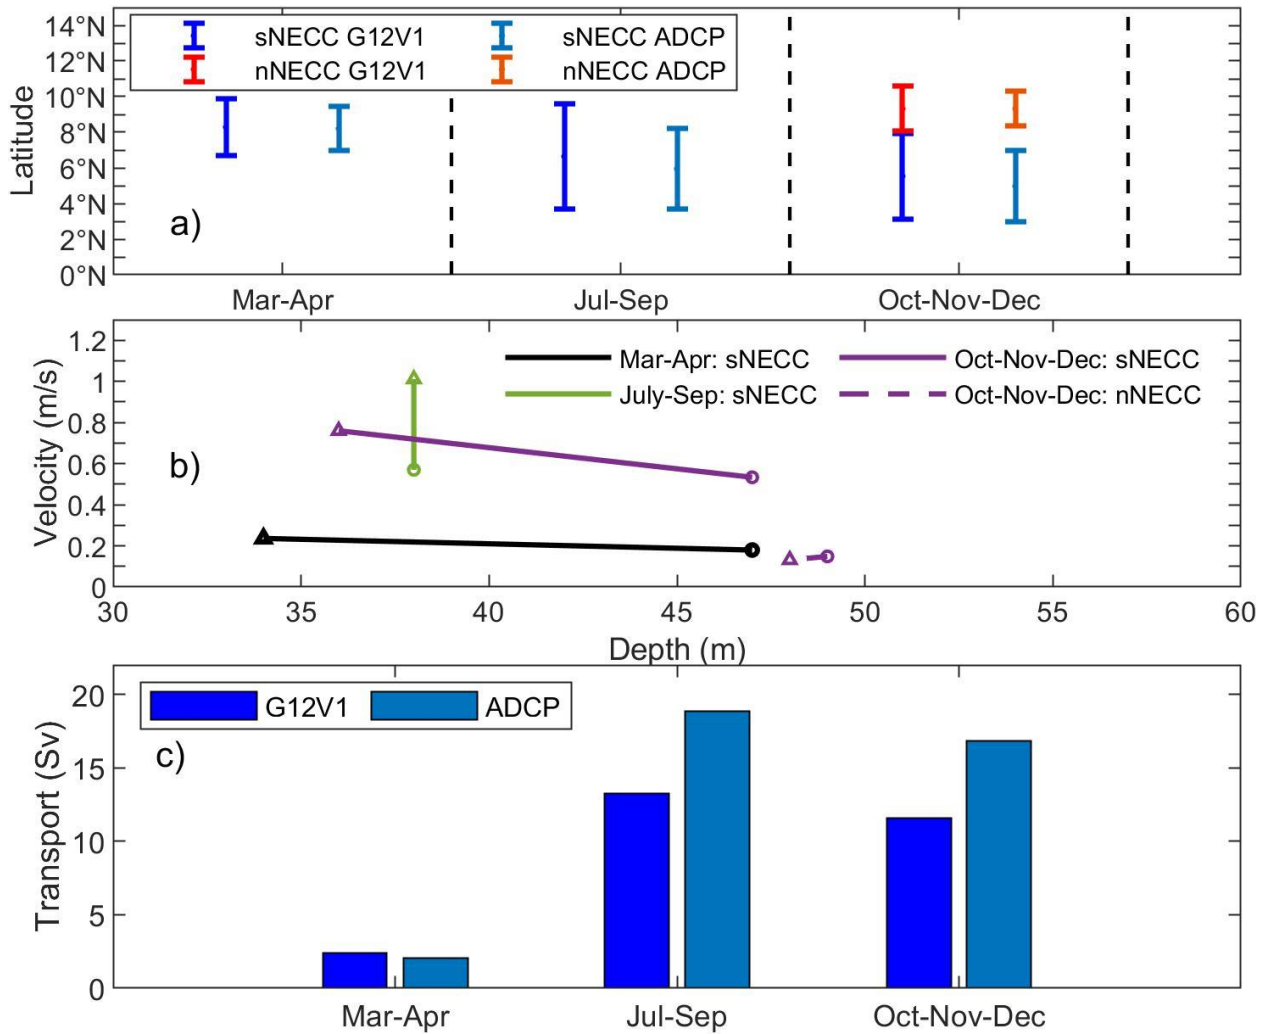 14°N
12°N
10°N
8°N
6°N
4°N
2°N
0°N
Latitude
sNECC G12V1
sNECC ADCP
nNECC G12V1
nNECC ADCP
a)
Mar-Apr
Jul-Sep
Oct-Nov-Dec
1.2
1
0.8
0.6
0.4
0.2
0
Velocity (m/s)
Mar-Apr: sNECC
Oct-Nov-Dec: sNECC
July-Sep: sNECC
Oct-Nov-Dec: nNECC
b)
30
35
40
45
50
55
60
Depth (m)
20
15
10
5
0
Transport (Sv)
G12V1
ADCP
c)
Mar-Apr
Jul-Sep
Oct-Nov-Dec